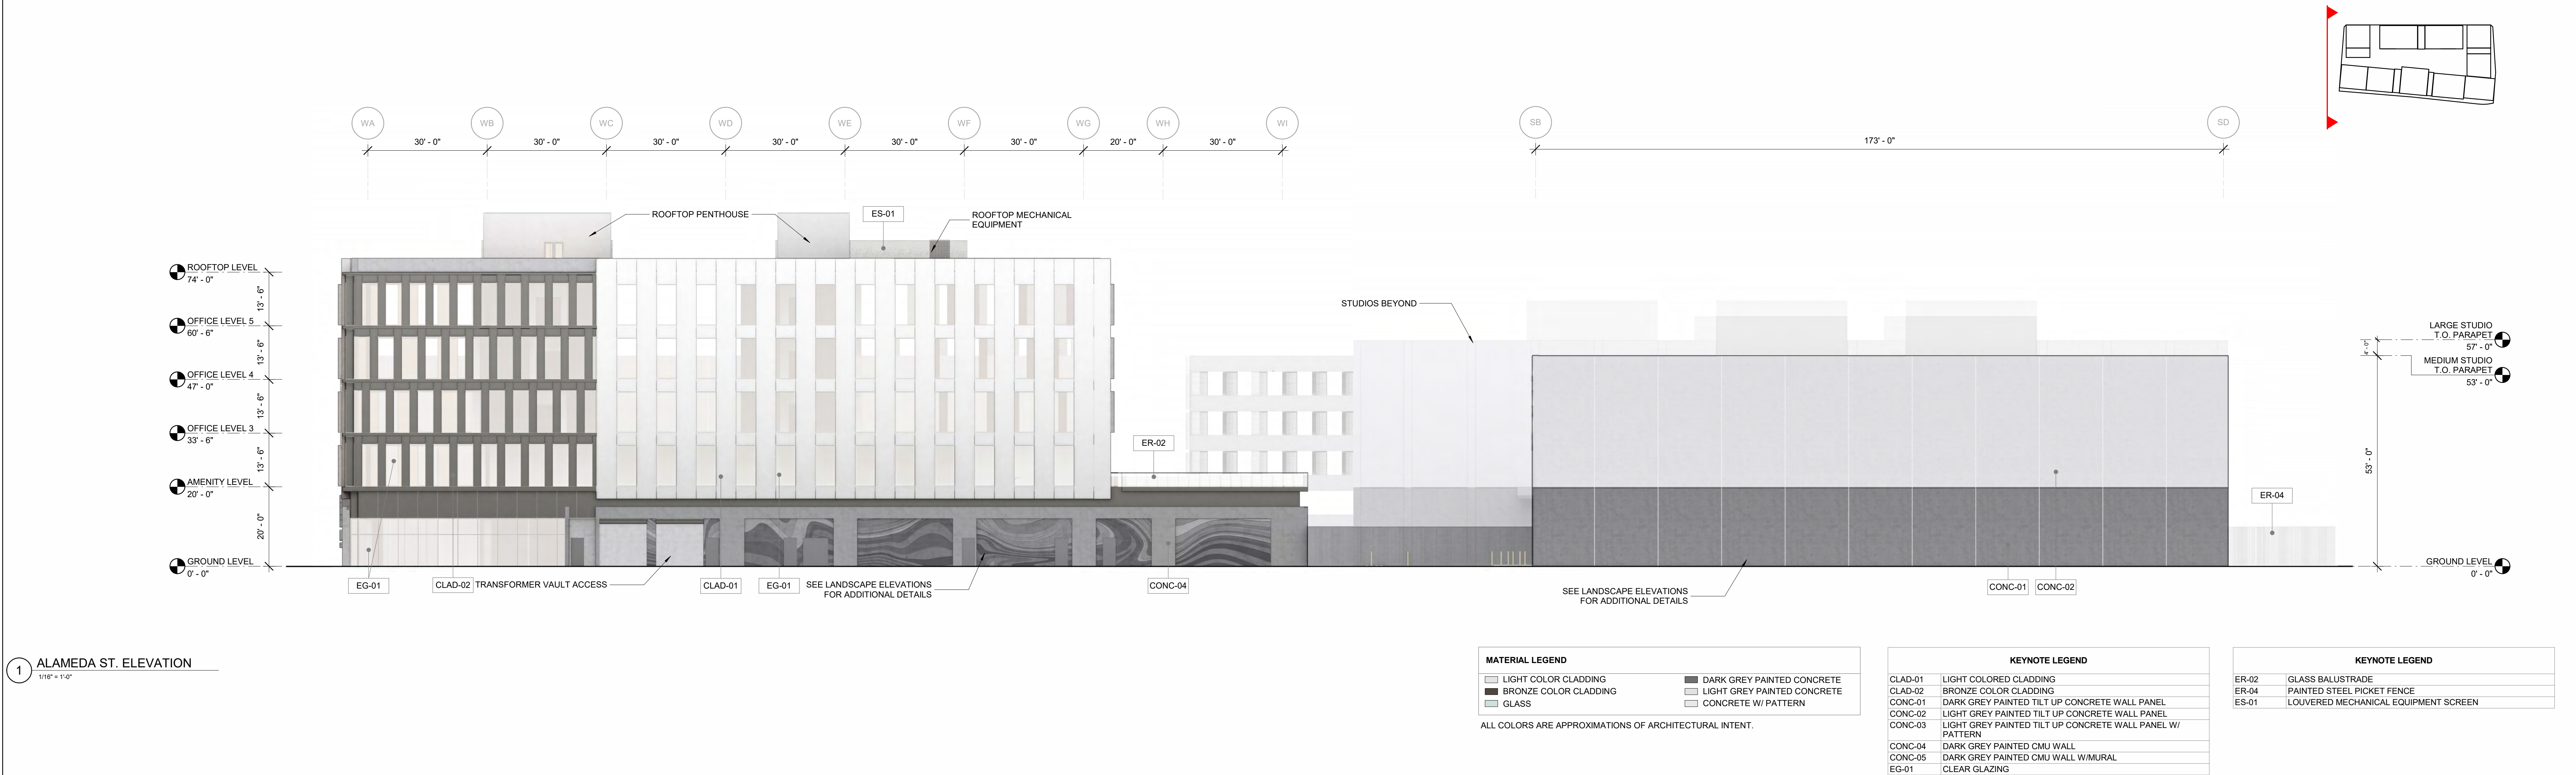 WA WB WC WD WE WF WG WH WI SB SD
30' - 0" 30' - 0" 30' - 0" 30' - 0" 30' - 0" 30' - 0" 20' - 0" 30' - 0" 173' - 0"
ROOFTOP PENTHOUSE
ES-01
ROOFTOP MECHANICAL
EQUIPMENT
ROOFTOP LEVEL
74' - 0"
13' - 6"
OFFICE LEVEL 5
60' - 6"
13' - 6"
OFFICE LEVEL 4
47' - 0"
13' - 6"
OFFICE LEVEL 3
33' - 6"
13' - 6"
AMENITY LEVEL
20' - 0"
20' - 0"
GROUND LEVEL
0' - 0"
STUDIOS BEYOND
ER-02
LARGE STUDIO
T.O. PARAPET
57' - 0"
4' - 0"
MEDIUM STUDIO
T.O. PARAPET
53' - 0"
53' - 0"
ER-04
GROUND LEVEL
0' - 0"
EG-01
CLAD-02
TRANSFORMER VAULT ACCESS
CLAD-01
EG-01
SEE LANDSCAPE ELEVATIONS
FOR ADDITIONAL DETAILS
CONC-04
SEE LANDSCAPE ELEVATIONS
FOR ADDITIONAL DETAILS
CONC-01
CONC-02
1 ALAMEDA ST. ELEVATION
1/16" = 1'-0"
MATERIAL LEGEND
LIGHT COLOR CLADDING
BRONZE COLOR CLADDING
GLASS
DARK GREY PAINTED CONCRETE
LIGHT GREY PAINTED CONCRETE
CONCRETE W/ PATTERN
ALL COLORS ARE APPROXIMATIONS OF ARCHITECTURAL INTENT.
KEYNOTE LEGEND
CLAD-01 LIGHT COLORED CLADDING
CLAD-02 BRONZE COLOR CLADDING
CONC-01 DARK GREY PAINTED TILT UP CONCRETE WALL PANEL
CONC-02 LIGHT GREY PAINTED TILT UP CONCRETE WALL PANEL
CONC-03 LIGHT GREY PAINTED TILT UP CONCRETE WALL PANEL W/
PATTERN
CONC-04 DARK GREY PAINTED CMU WALL
CONC-05 DARK GREY PAINTED CMU WALL W/MURAL
EG-01 CLEAR GLAZING
KEYNOTE LEGEND
ER-02 GLASS BALUSTRADE
ER-04 PAINTED STEEL PICKET FENCE
ES-01 LOUVERED MECHANICAL EQUIPMENT SCREEN